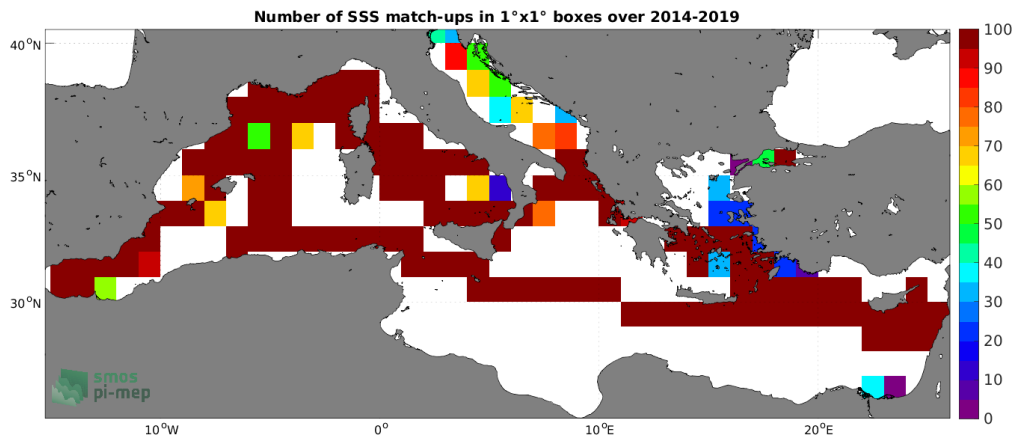 Number of SSS match-ups in 1°x1° boxes over 2014-2019
40°N
35°N
30°N
10°W
0°
10°E
20°E
100
90
80
70
60
50
40
30
20
10
0
smos
pi-mep